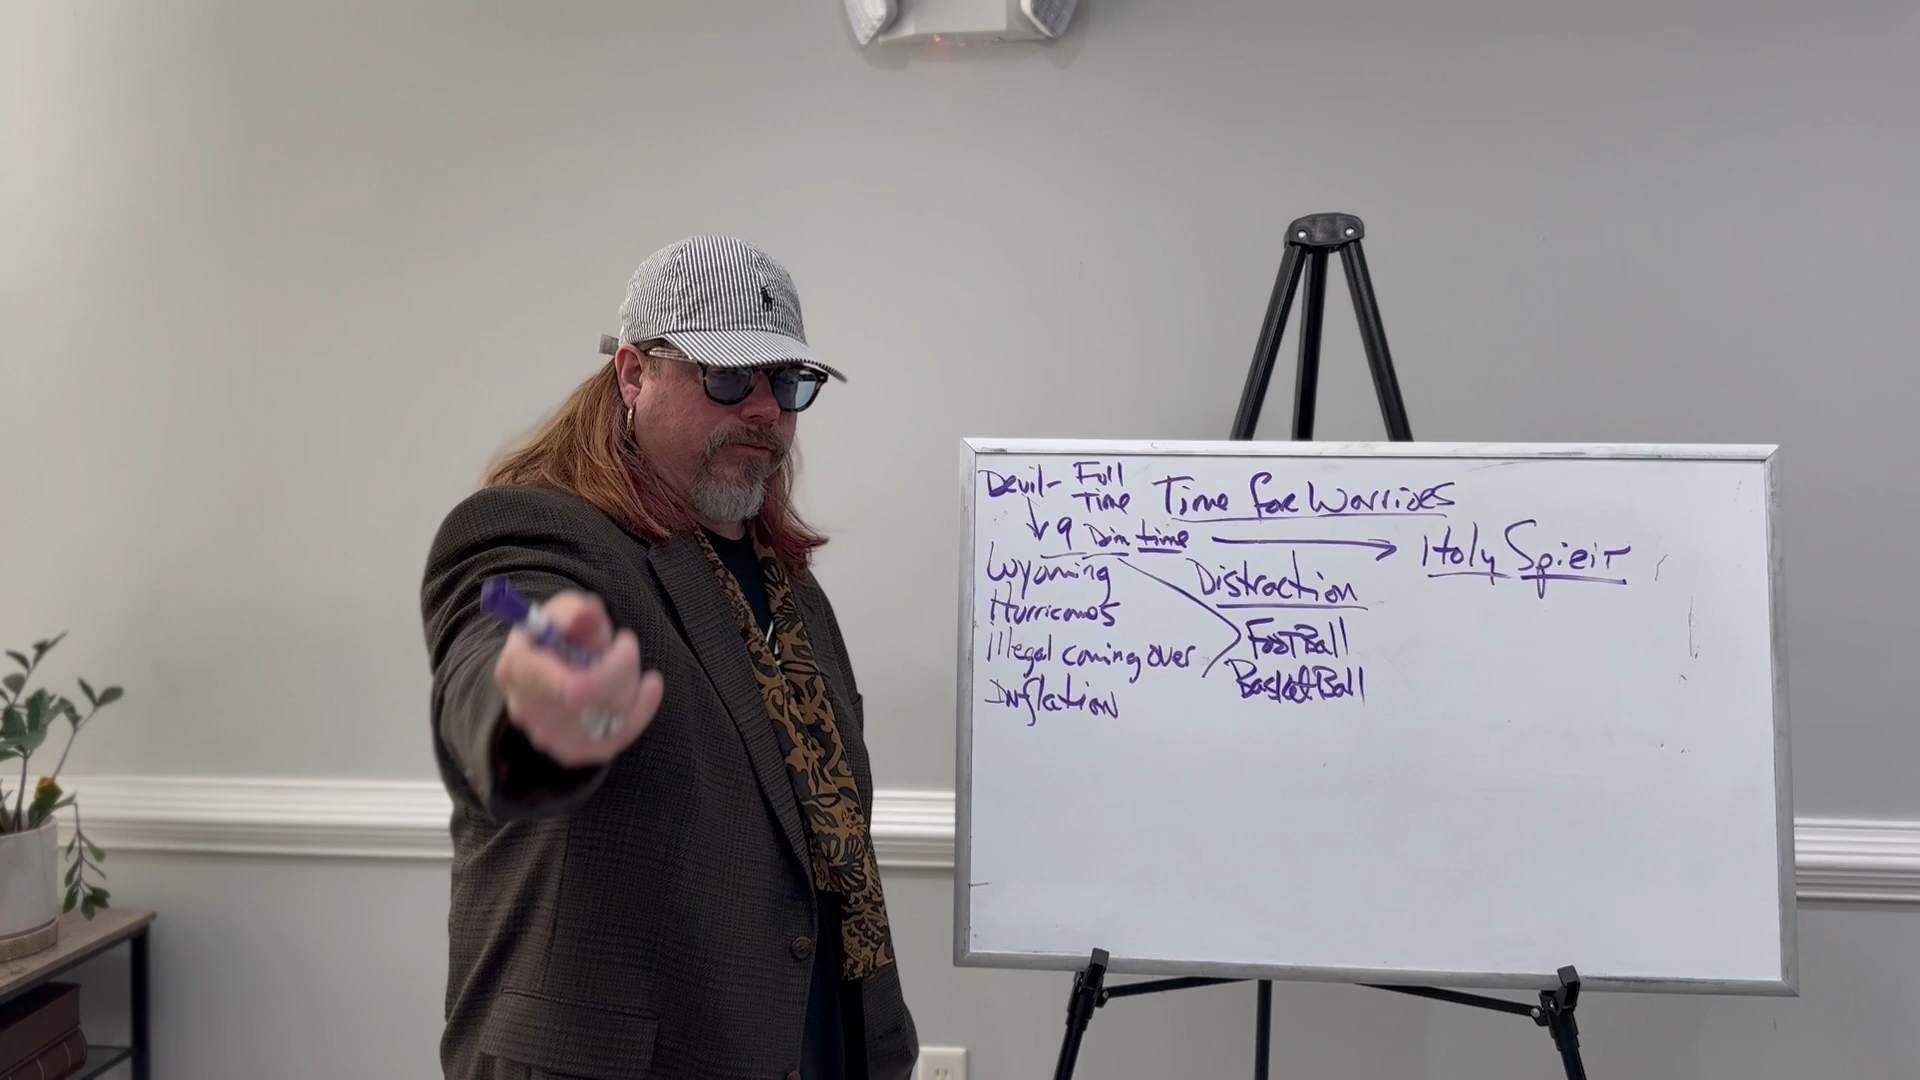 Devil - Full Time
Time for Warriors
9 Dim time
Holy Spirit
Wyoming
Hurricanes
Illegal coming over
Inflation
Distraction
FootBall
BasketBall